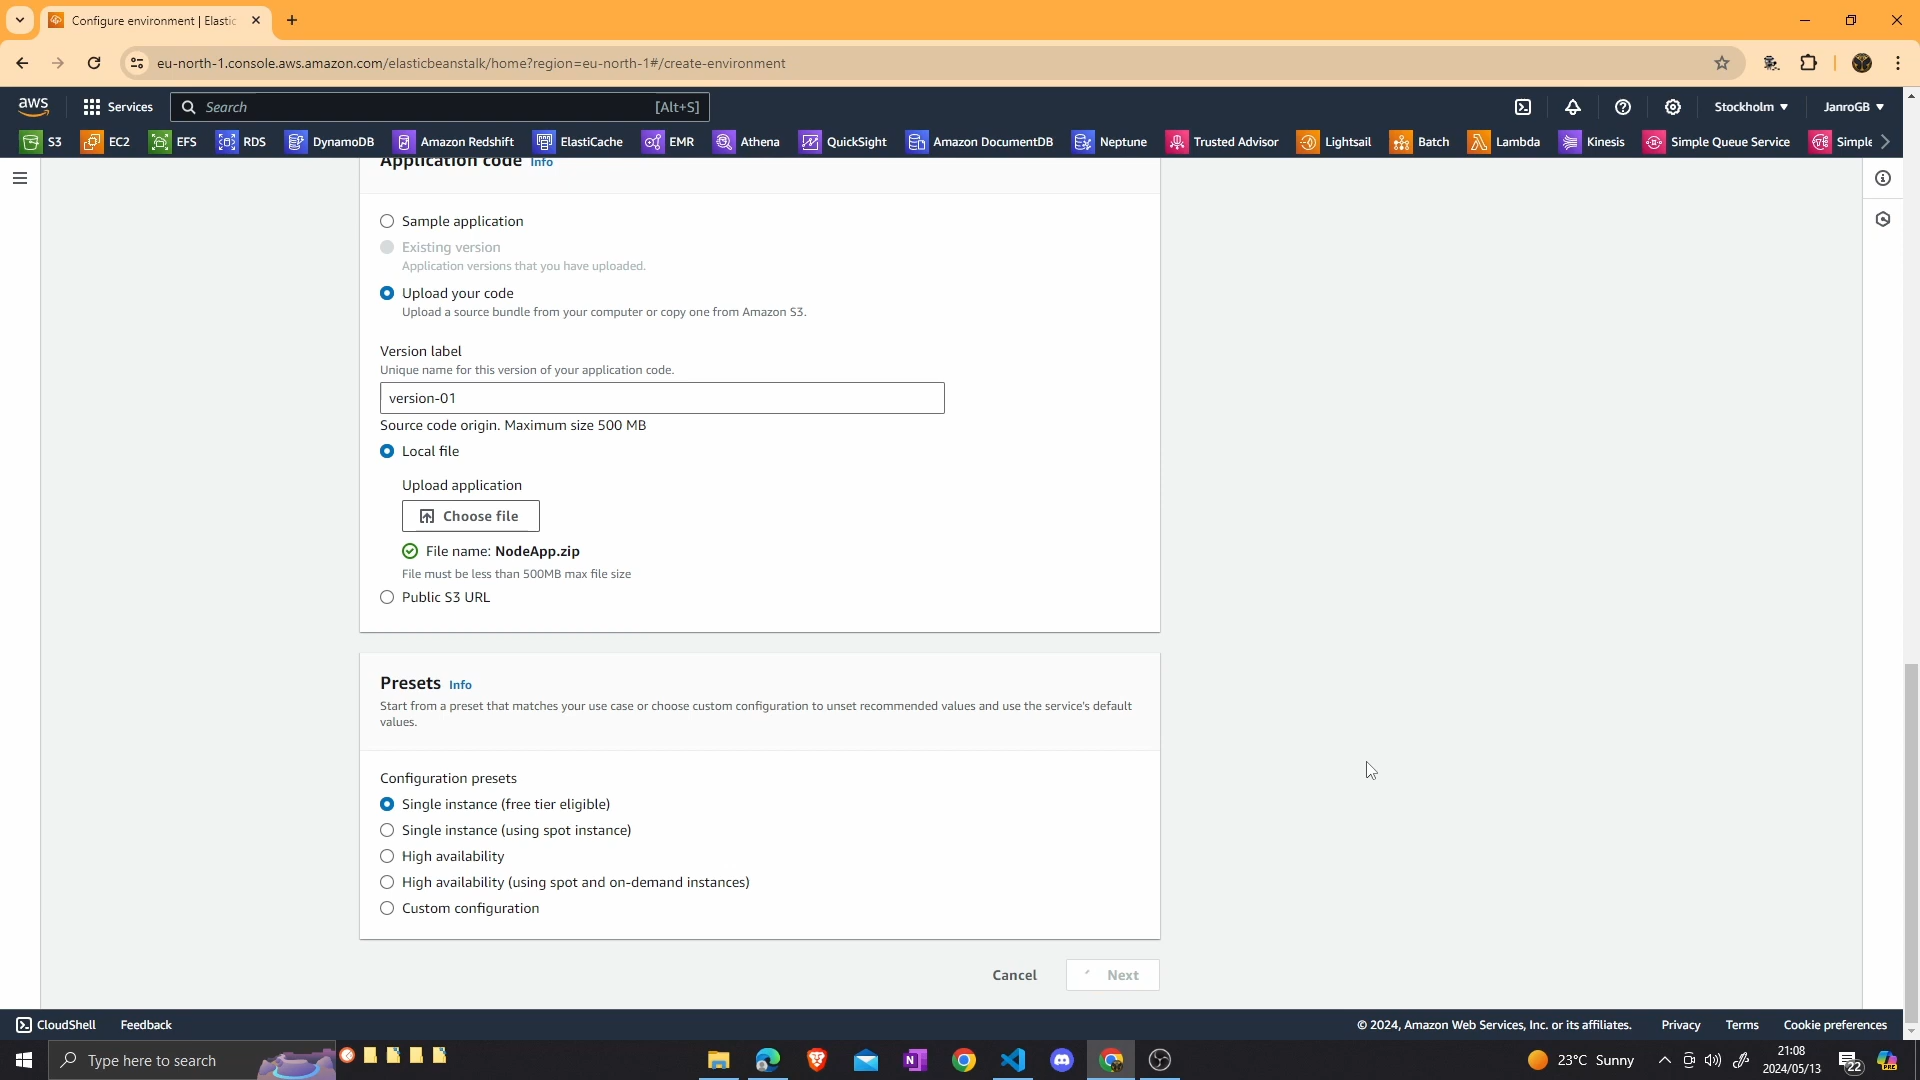 Configure environment | Elastic
eu-north-1.console.aws.amazon.com/elasticbeanstalk/home?region=eu-north-1#/create-environment
aws
Services
Search
[Alt+S]
Stockholm
JanroGB
S3
EC2
EFS
RDS
DynamoDB
Amazon Redshift
ElastiCache
EMR
Athena
QuickSight
Amazon DocumentDB
Neptune
Trusted Advisor
Lightsail
Batch
Lambda
Kinesis
Simple Queue Service
Simple
Application code Info
Sample application
Existing version
Application versions that you have uploaded.
Upload your code
Upload a source bundle from your computer or copy one from Amazon S3.
Version label
Unique name for this version of your application code.
version-01
Source code origin. Maximum size 500 MB
Local file
Upload application
Choose file
File name: NodeApp.zip
File must be less than 500MB max file size
Public S3 URL
Presets Info
Start from a preset that matches your use case or choose custom configuration to unset recommended values and use the service's default
values.
Configuration presets
Single instance (free tier eligible)
Single instance (using spot instance)
High availability
High availability (using spot and on-demand instances)
Custom configuration
Cancel
Next
CloudShell
Feedback
© 2024, Amazon Web Services, Inc. or its affiliates.
Privacy
Terms
Cookie preferences
Type here to search
23°C Sunny
21:08
2024/05/13
22